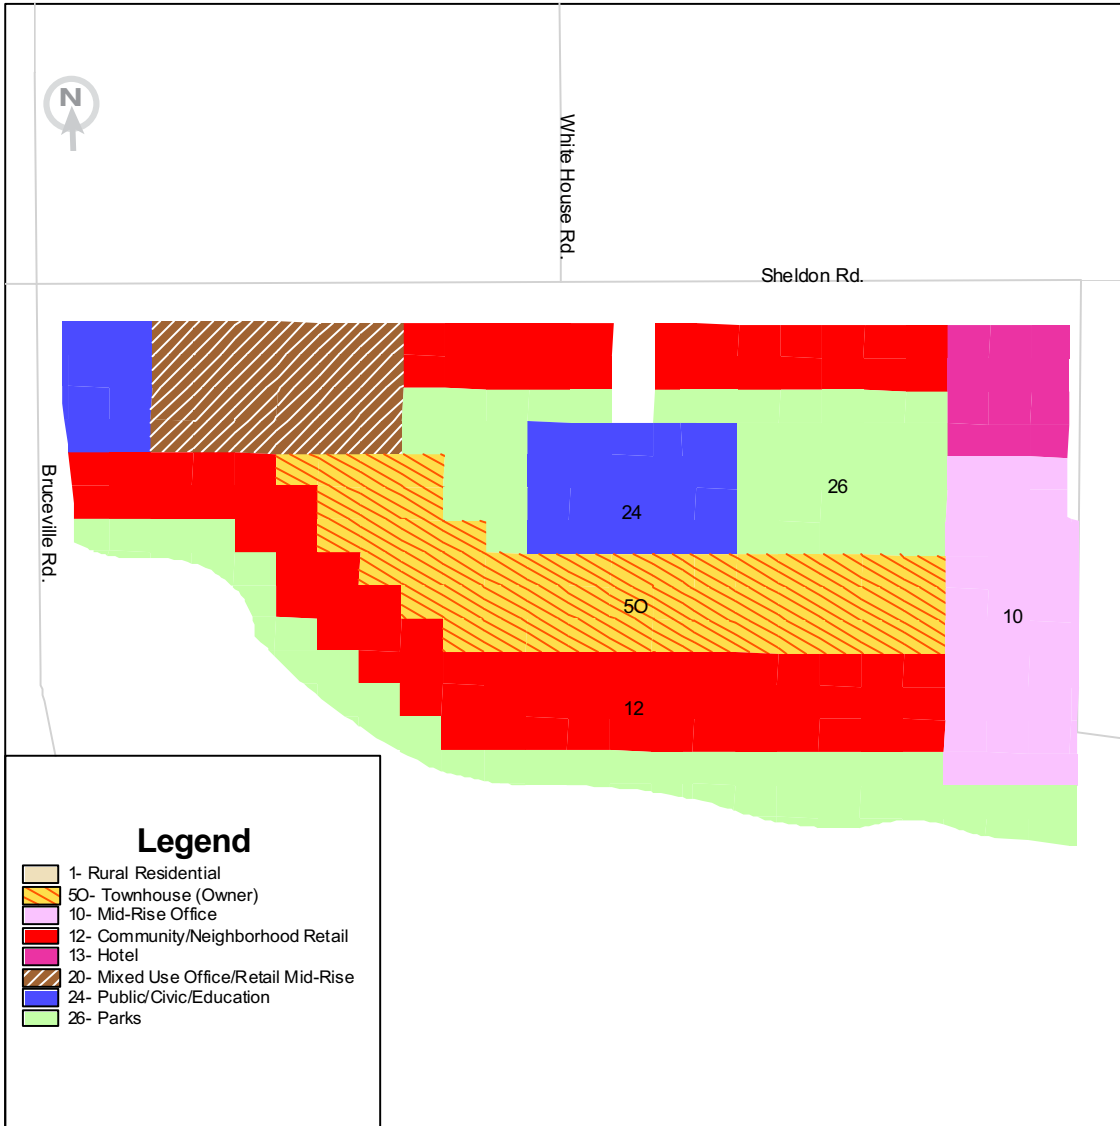 N
White House Rd.
Sheldon Rd.
Bruceville Rd.
26
24
5O
10
12
Legend
1- Rural Residential
5O- Townhouse (Owner)
10- Mid-Rise Office
12- Community/Neighborhood Retail
13- Hotel
20- Mixed Use Office/Retail Mid-Rise
24- Public/Civic/Education
26- Parks